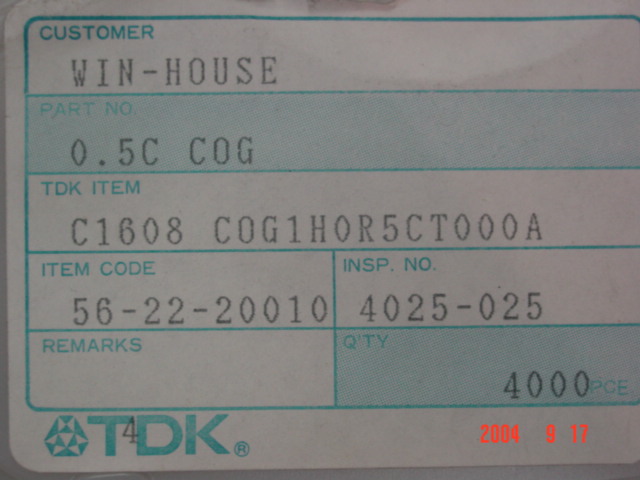 CUSTOMER
WIN-HOUSE
PART NO.
0.5C COG
TDK ITEM
C1608 COG1H0R5CT000A
ITEM CODE
56-22-20010
INSP. NO.
4025-025
REMARKS
Q'TY
4000 PCE
4
TDK®
2004 9 17